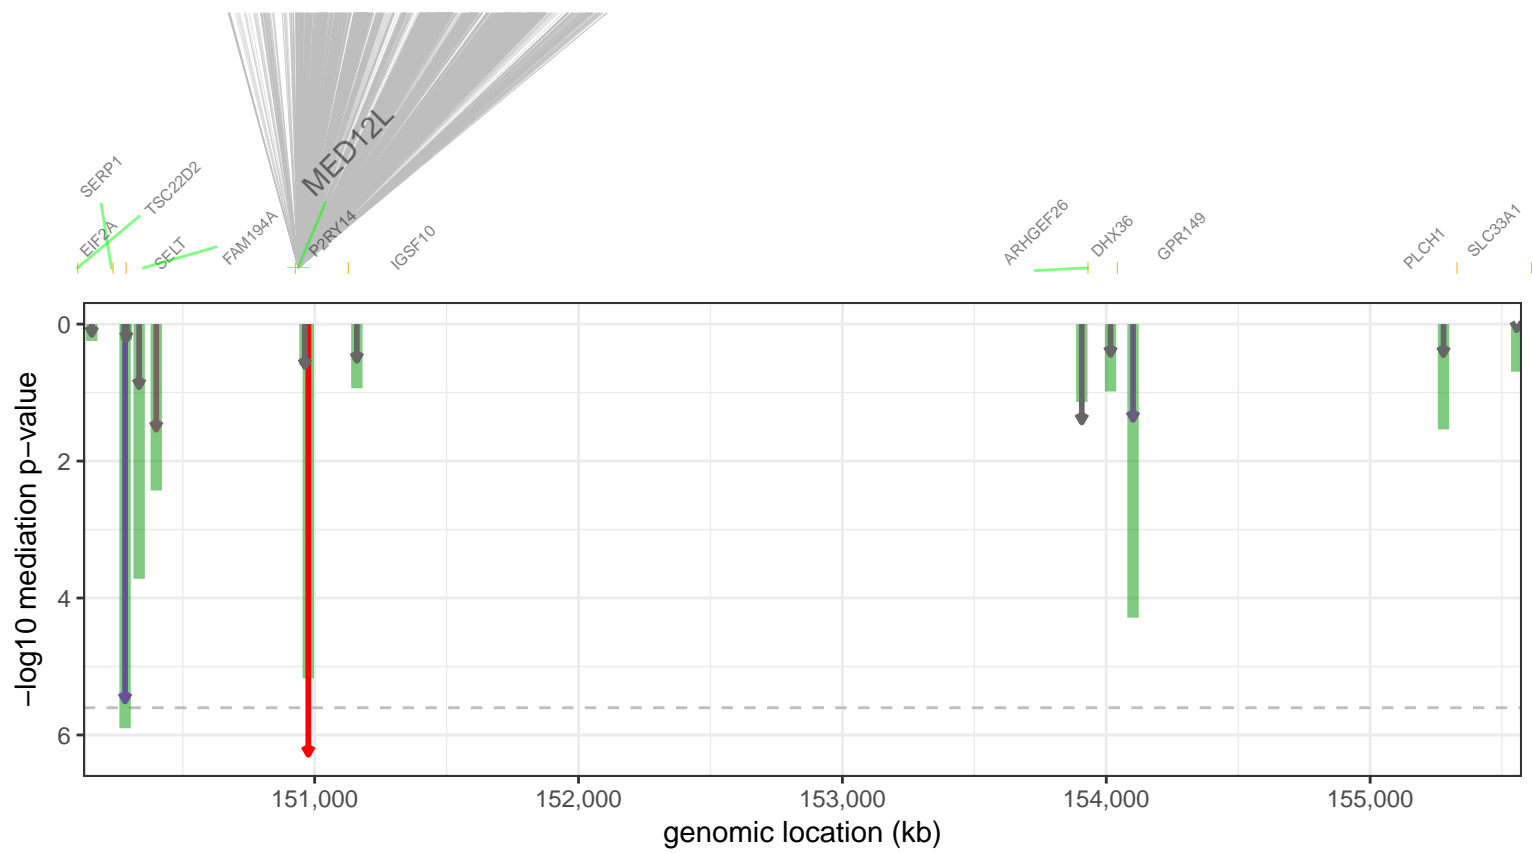 MED12L
SERP1
TSC22D2
EIF2A
SELT
FAM194A
P2RY14
IGSF10
ARHGEF26
DHX36
GPR149
PLCH1
SLC33A1
−log10 mediation p−value
0
2
4
6
151,000
152,000
153,000
154,000
155,000
genomic location (kb)